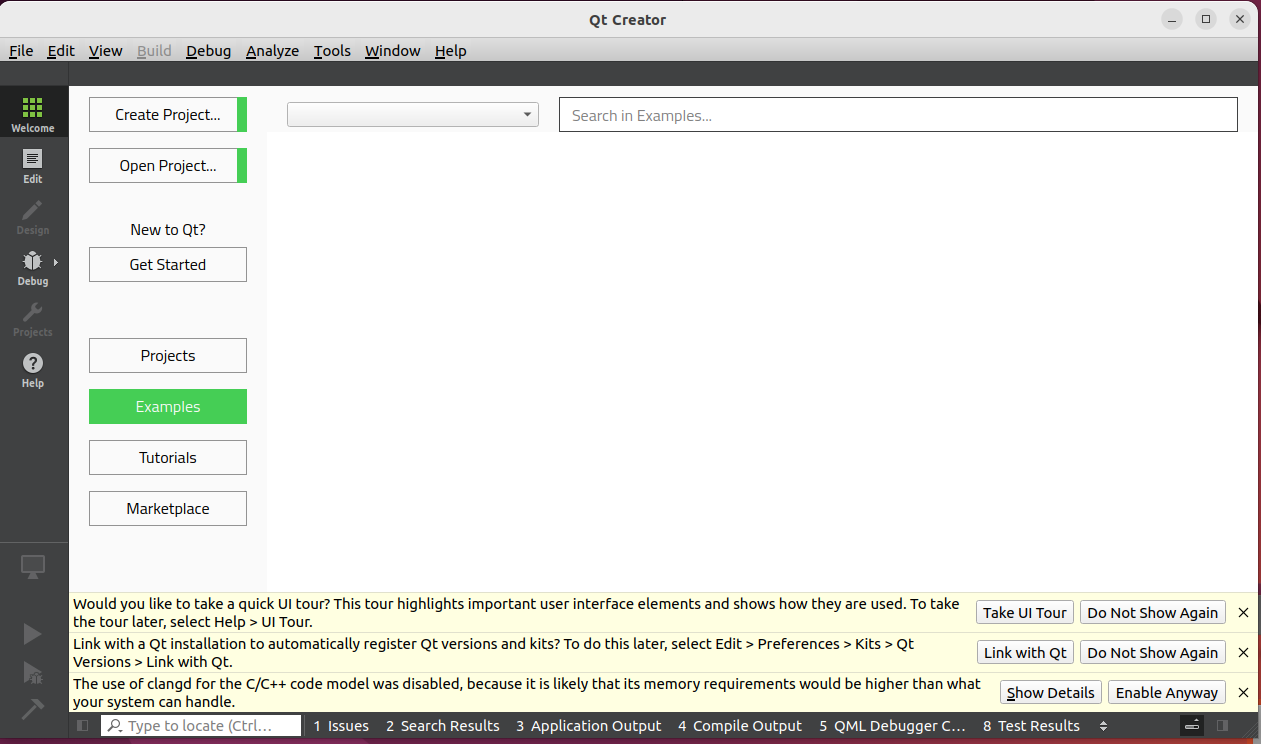 Qt Creator
File Edit View Build Debug Analyze Tools Window Help
Welcome
Edit
Design
Debug
Projects
Help
Create Project...
Search in Examples...
Open Project...
New to Qt?
Get Started
Projects
Examples
Tutorials
Marketplace
Would you like to take a quick UI tour? This tour highlights important user interface elements and shows how they are used. To take
the tour later, select Help > UI Tour.
Take UI Tour
Do Not Show Again
Link with a Qt installation to automatically register Qt versions and kits? To do this later, select Edit > Preferences > Kits > Qt
Versions > Link with Qt.
Link with Qt
Do Not Show Again
The use of clangd for the C/C++ code model was disabled, because it is likely that its memory requirements would be higher than what
your system can handle.
Show Details
Enable Anyway
Type to locate (Ctrl...
1 Issues 2 Search Results 3 Application Output 4 Compile Output 5 QML Debugger C... 8 Test Results